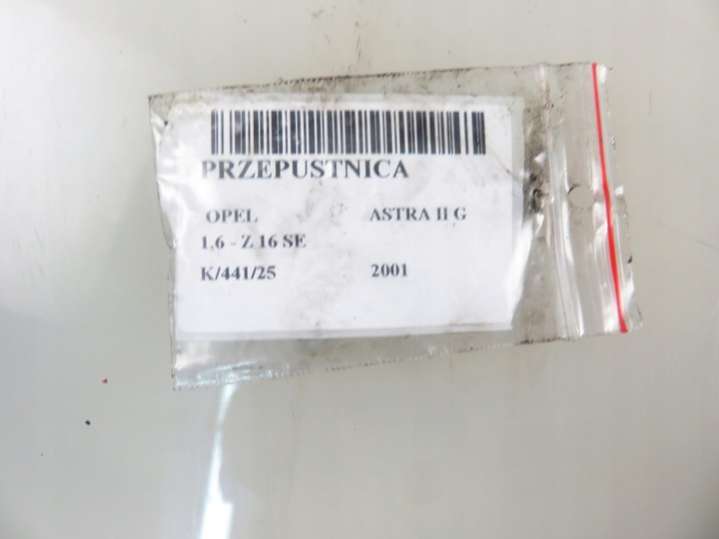 PRZEPUSTNICA
OPEL ASTRA II G
1,6 - Z 16 SE
K/441/25 2001